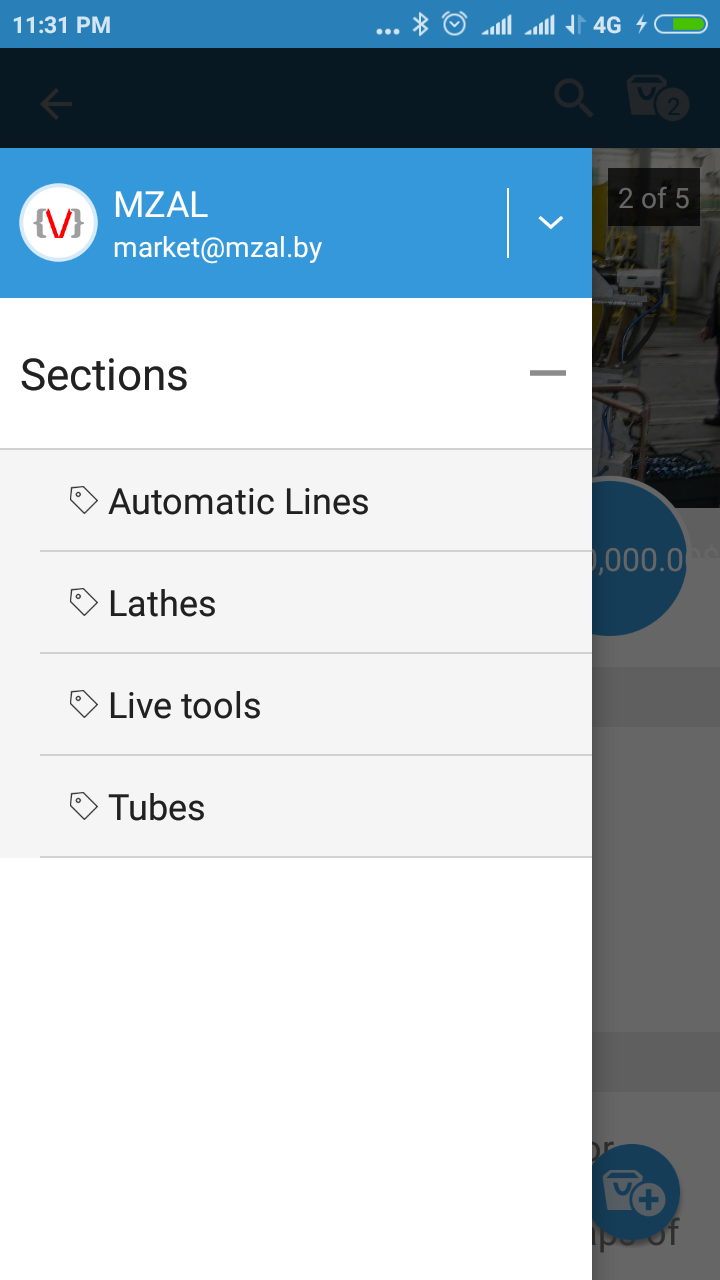 11:31 PM
4G
2
MZAL
market@mzal.by
2 of 5
Sections
Automatic Lines
Lathes
Live tools
Tubes
of